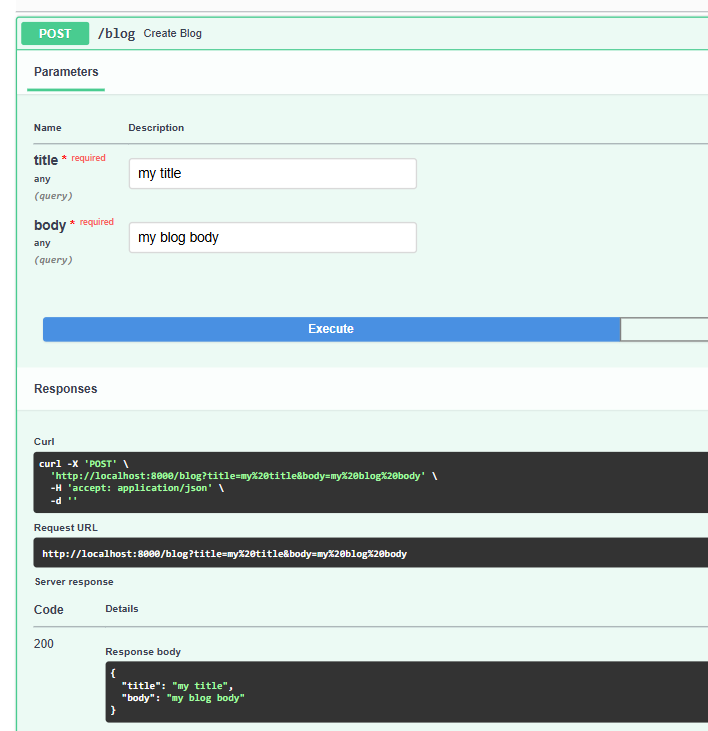 POST /blog Create Blog
Parameters
Name Description
title * required
any
(query)
my title
body * required
any
(query)
my blog body
Execute
Responses
Curl
curl -X 'POST' \
  'http://localhost:8000/blog?title=my%20title&body=my%20blog%20body' \
  -H 'accept: application/json' \
  -d ''
Request URL
http://localhost:8000/blog?title=my%20title&body=my%20blog%20body
Server response
Code Details
200
Response body
{
  "title": "my title",
  "body": "my blog body"
}